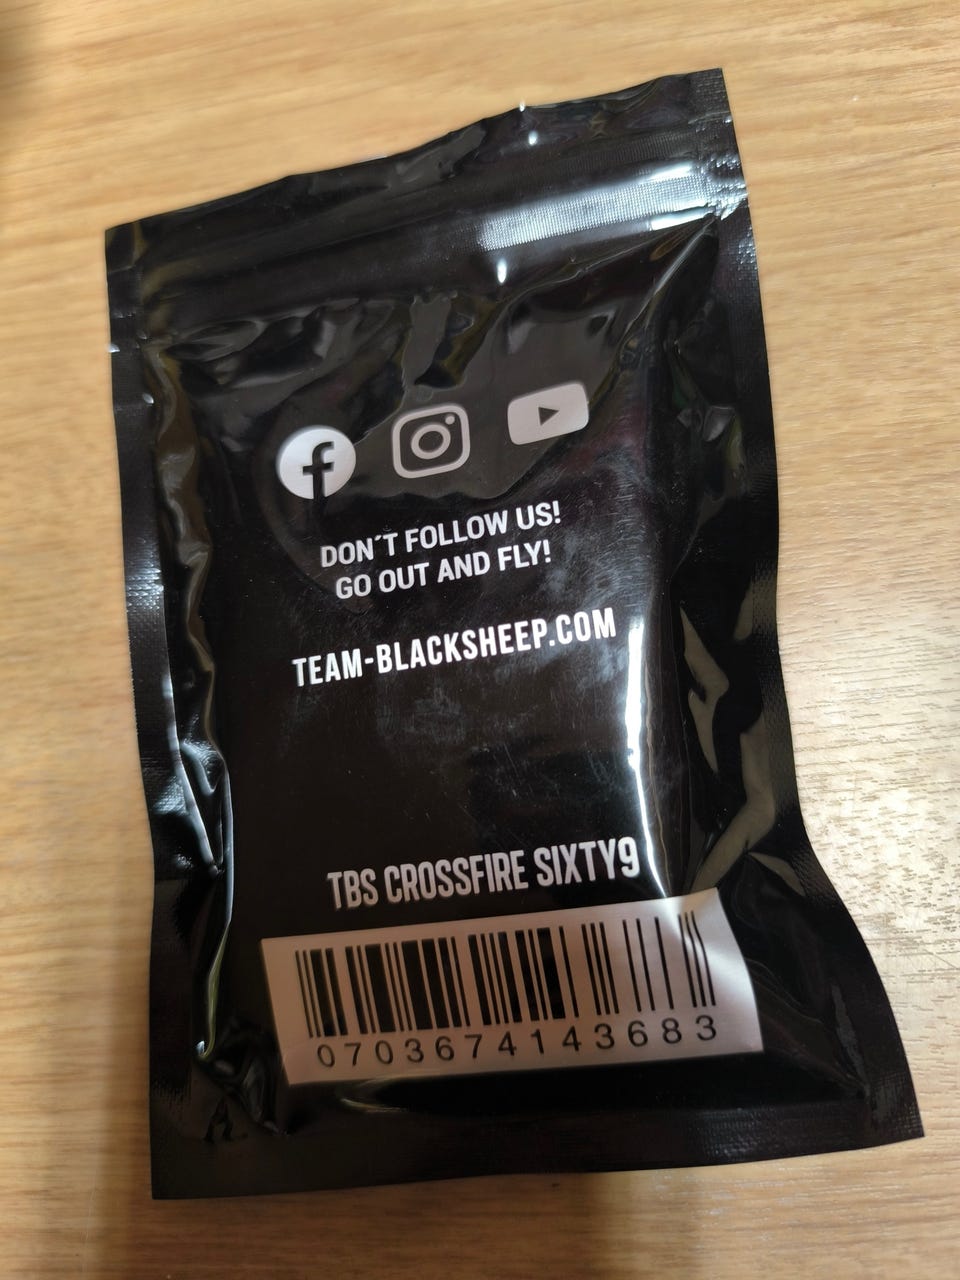 DON´T FOLLOW US!
GO OUT AND FLY!
TEAM-BLACKSHEEP.COM
TBS CROSSFIRE SIXTY9
0703674143683